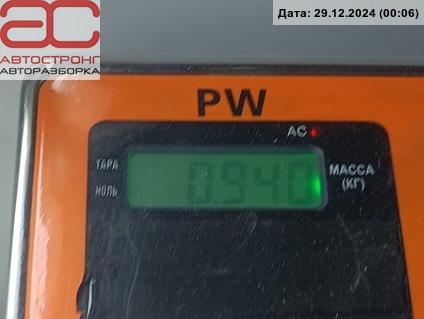 Дата: 29.12.2024 (00:06)
АС
АВТОСТРОНГ
АВТОРАЗБОРКА
PW
AC
ТАРА
НОЛЬ
0.940
МАССА
(КГ)